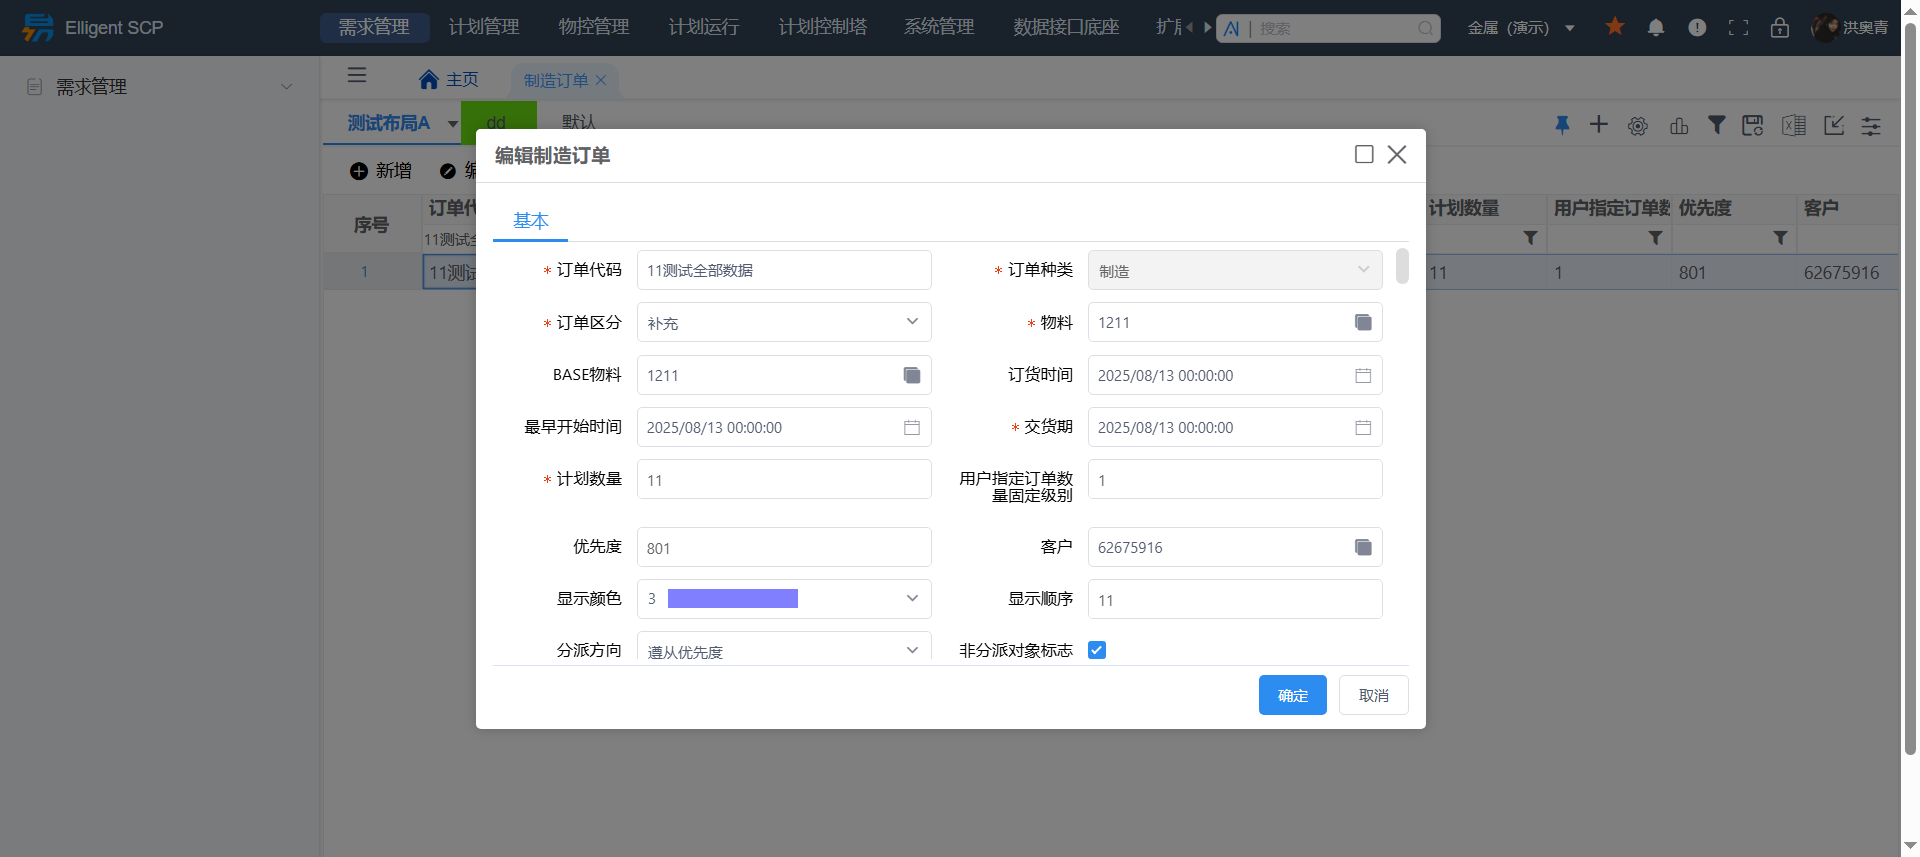 Elligent SCP
需求管理
计划管理
物控管理
计划运行
计划控制塔
系统管理
数据接口底座
搜索
金属 (演示)
洪奥青
需求管理
主页
制造订单
测试布局A
dd
默认
新增
序号
订单代
计划数量
用户指定订单数
优先度
客户
11测试全
1
11测试
11
1
801
62675916
编辑制造订单
基本
* 订单代码 11测试全部数据
* 订单种类 制造
* 订单区分 补充
* 物料 1211
BASE物料 1211
订货时间 2025/08/13 00:00:00
最早开始时间 2025/08/13 00:00:00
* 交货期 2025/08/13 00:00:00
* 计划数量 11
用户指定订单数
量固定级别 1
优先度 801
客户 62675916
显示颜色 3
显示顺序 11
分派方向 遵从优先度
非分派对象标志
确定
取消